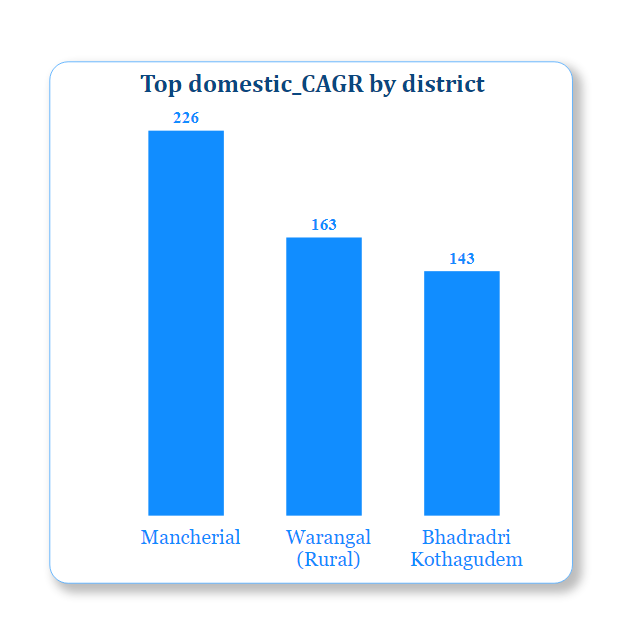 Top domestic_CAGR by district
226
163
143
Mancherial
Warangal
(Rural)
Bhadradri
Kothagudem